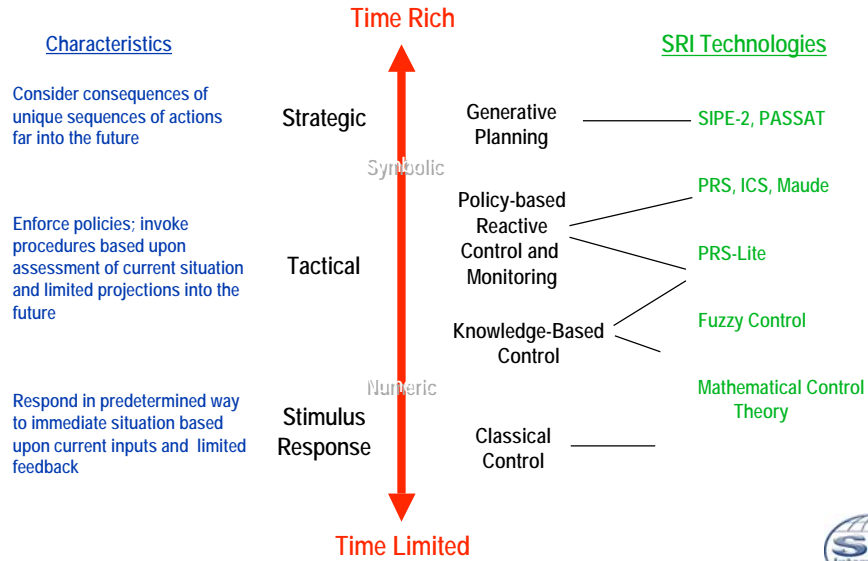 Time Rich
Characteristics
SRI Technologies
Consider consequences of
unique sequences of actions
far into the future
Strategic
Generative
Planning
SIPE-2, PASSAT
Symbolic
PRS, ICS, Maude
Policy-based
Reactive
Control and
Monitoring
Enforce policies; invoke
procedures based upon
assessment of current situation
and limited projections into the
future
Tactical
PRS-Lite
Knowledge-Based
Control
Fuzzy Control
Numeric
Mathematical Control
Theory
Respond in predetermined way
to immediate situation based
upon current inputs and limited
feedback
Stimulus
Response
Classical
Control
Time Limited